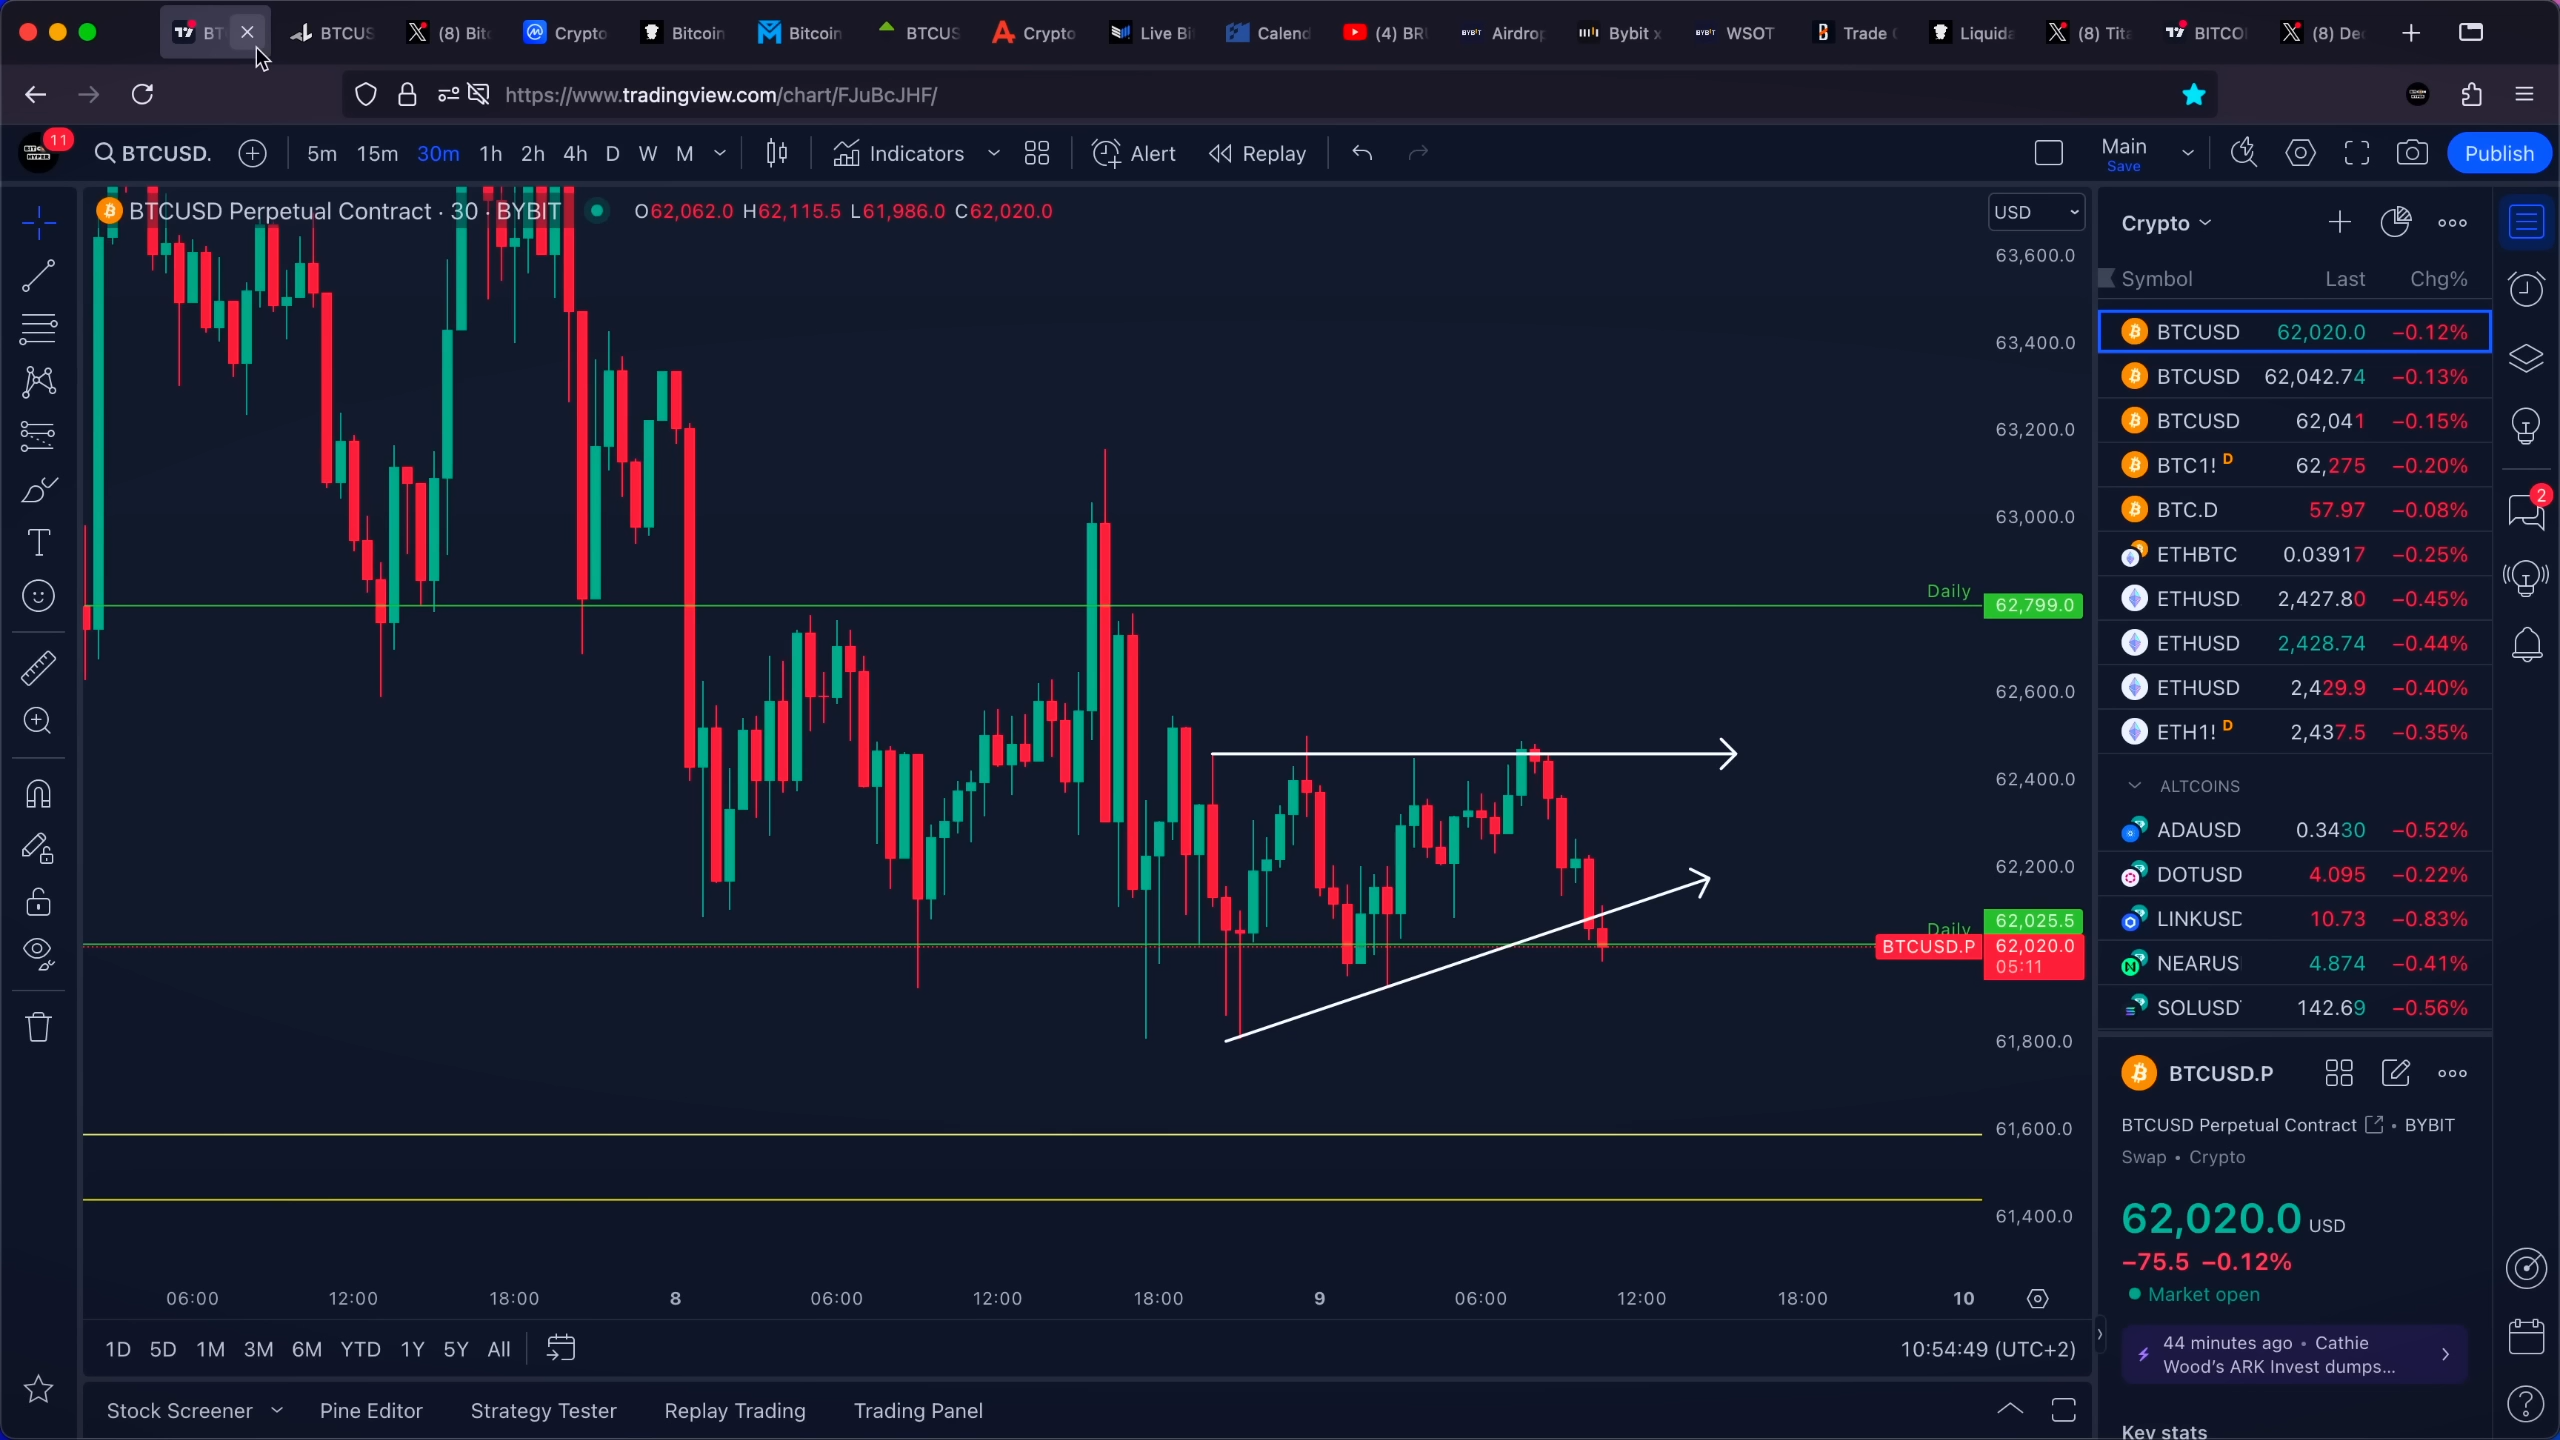 BT
BTCUS
(8) Bit
Crypto
Bitcoin
Bitcoin
BTCUS
Crypto
Live Bi
Calend
(4) BR
Airdrop
Bybit x
WSOT
Trade
Liquida
(8) Tita
BITCO
(8) De
https://www.tradingview.com/chart/FJuBcJHF/
11
BTCUSD.
5m 15m 30m 1h 2h 4h D W M
Indicators
Alert
Replay
Main
Save
Publish
BTCUSD Perpetual Contract · 30 · BYBIT
O62,062.0 H62,115.5 L61,986.0 C62,020.0
USD
63,600.0
63,400.0
63,200.0
63,000.0
Daily 62,799.0
62,600.0
62,400.0
62,200.0
Daily 62,025.5
BTCUSD.P 62,020.0
05:11
61,800.0
61,600.0
61,400.0
06:00 12:00 18:00 8 06:00 12:00 18:00 9 06:00 12:00 18:00 10
1D 5D 1M 3M 6M YTD 1Y 5Y All
10:54:49 (UTC+2)
Stock Screener Pine Editor Strategy Tester Replay Trading Trading Panel
Crypto
Symbol Last Chg%
BTCUSD 62,020.0 −0.12%
BTCUSD 62,042.74 −0.13%
BTCUSD 62,041 −0.15%
BTC1! D 62,275 −0.20%
BTC.D 57.97 −0.08%
ETHBTC 0.03917 −0.25%
ETHUSD 2,427.80 −0.45%
ETHUSD 2,428.74 −0.44%
ETHUSD 2,429.9 −0.40%
ETH1! D 2,437.5 −0.35%
ALTCOINS
ADAUSD 0.3430 −0.52%
DOTUSD 4.095 −0.22%
LINKUSD 10.73 −0.83%
NEARUS 4.874 −0.41%
SOLUSD 142.69 −0.56%
2
BTCUSD.P
BTCUSD Perpetual Contract • BYBIT
Swap • Crypto
62,020.0 USD
−75.5 −0.12%
Market open
44 minutes ago • Cathie
Wood's ARK Invest dumps...
Key stats